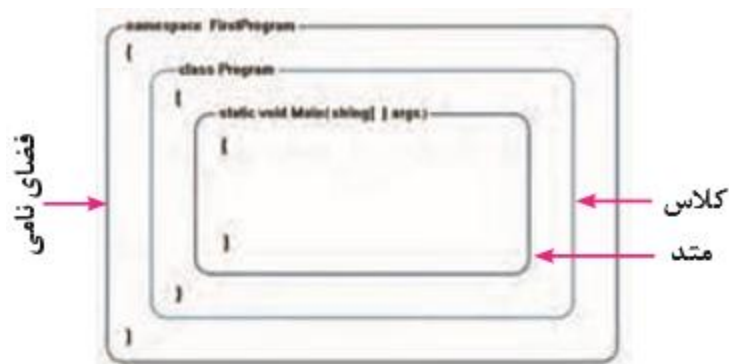 namespace FirstProgram
{
class Program
{
static void Main(string[] args)
{
}
}
}
فضای نامی
کلاس
متد